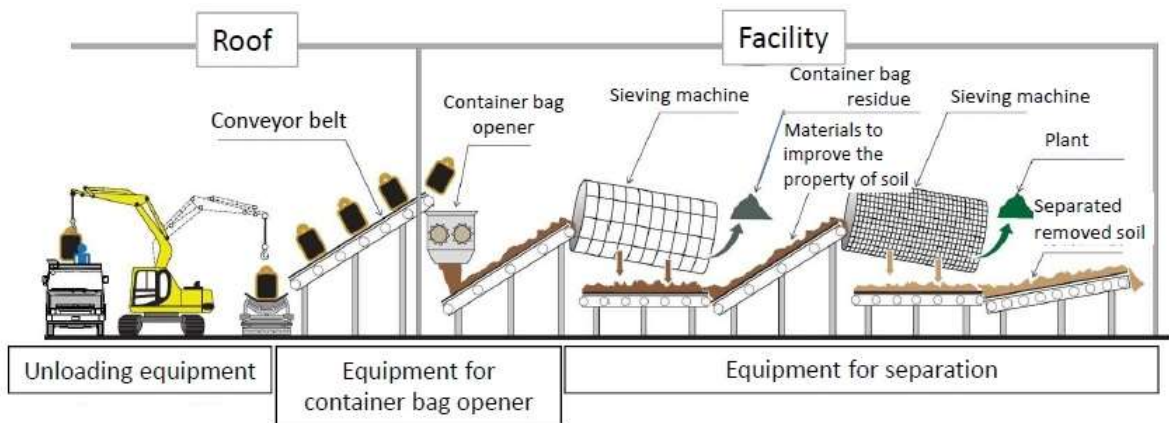 Roof
Facility
Conveyor belt
Container bag
opener
Sieving machine
Container bag
residue
Materials to
improve the
property of soil
Sieving machine
Plant
Separated
removed soil
Unloading equipment
Equipment for
container bag opener
Equipment for separation